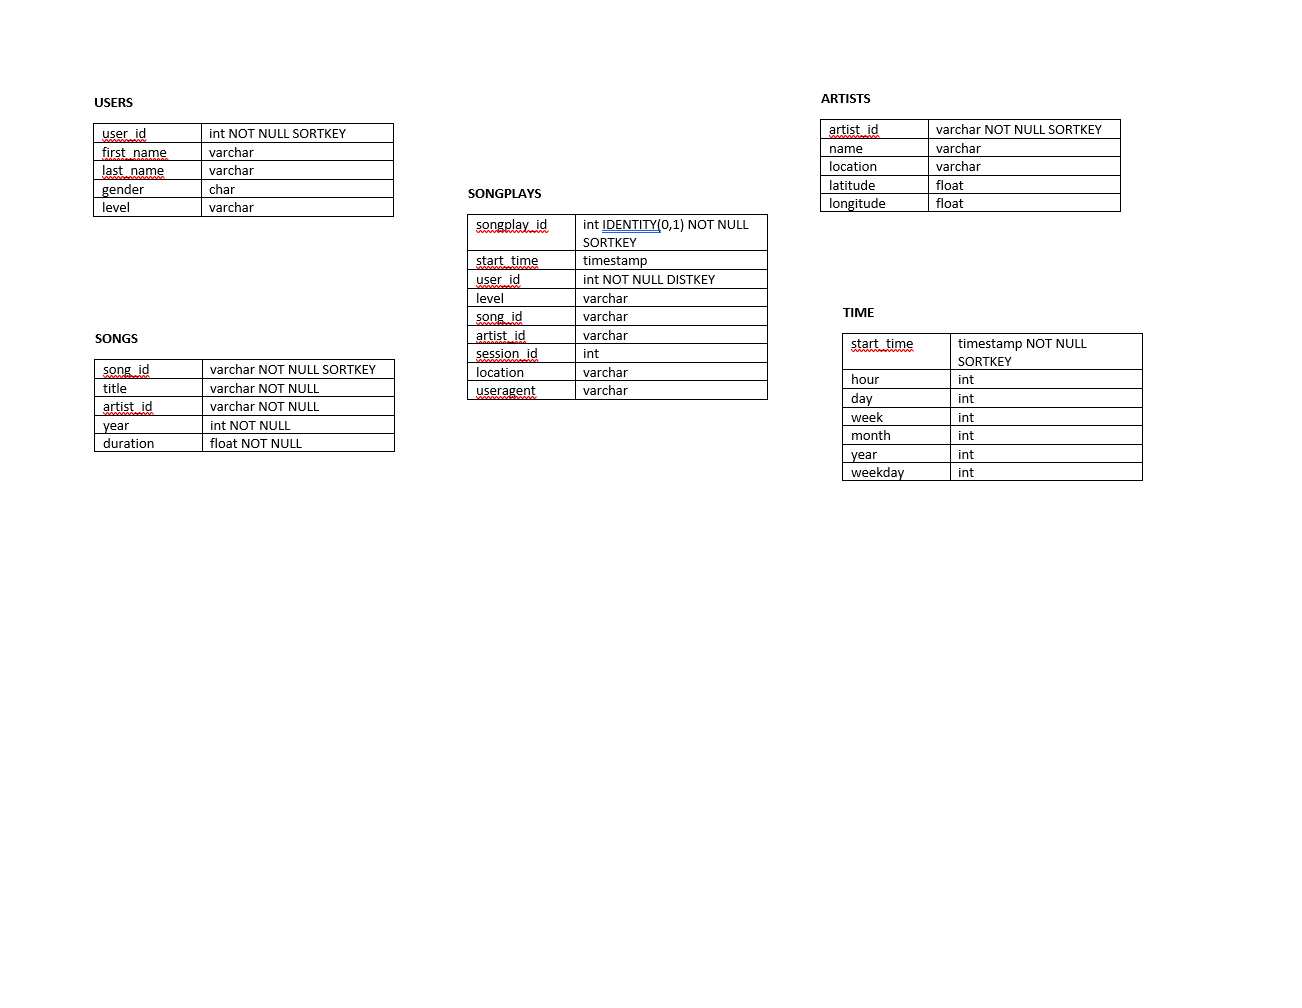 USERS
user_id int NOT NULL SORTKEY
first_name varchar
last_name varchar
gender char
level varchar
SONGS
song_id varchar NOT NULL SORTKEY
title varchar NOT NULL
artist_id varchar NOT NULL
year int NOT NULL
duration float NOT NULL
SONGPLAYS
songplay_id int IDENTITY(0,1) NOT NULL
SORTKEY
start_time timestamp
user_id int NOT NULL DISTKEY
level varchar
song_id varchar
artist_id varchar
session_id int
location varchar
useragent varchar
ARTISTS
artist_id varchar NOT NULL SORTKEY
name varchar
location varchar
latitude float
longitude float
TIME
start_time timestamp NOT NULL
SORTKEY
hour int
day int
week int
month int
year int
weekday int